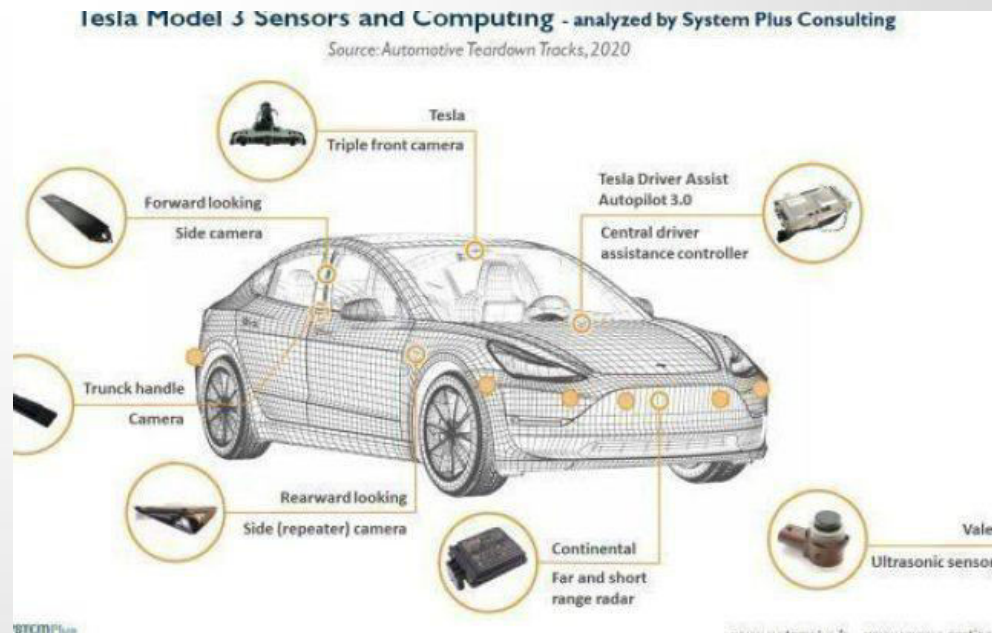 Tesla Model 3 Sensors and Computing - analyzed by System Plus Consulting
Source: Automotive Teardown Tracks, 2020
Tesla
Triple front camera
Forward looking
Side camera
Tesla Driver Assist
Autopilot 3.0
Central driver
assistance controller
Trunck handle
Camera
Rearward looking
Side (repeater) camera
Continental
Far and short
range radar
Vale
Ultrasonic sensor